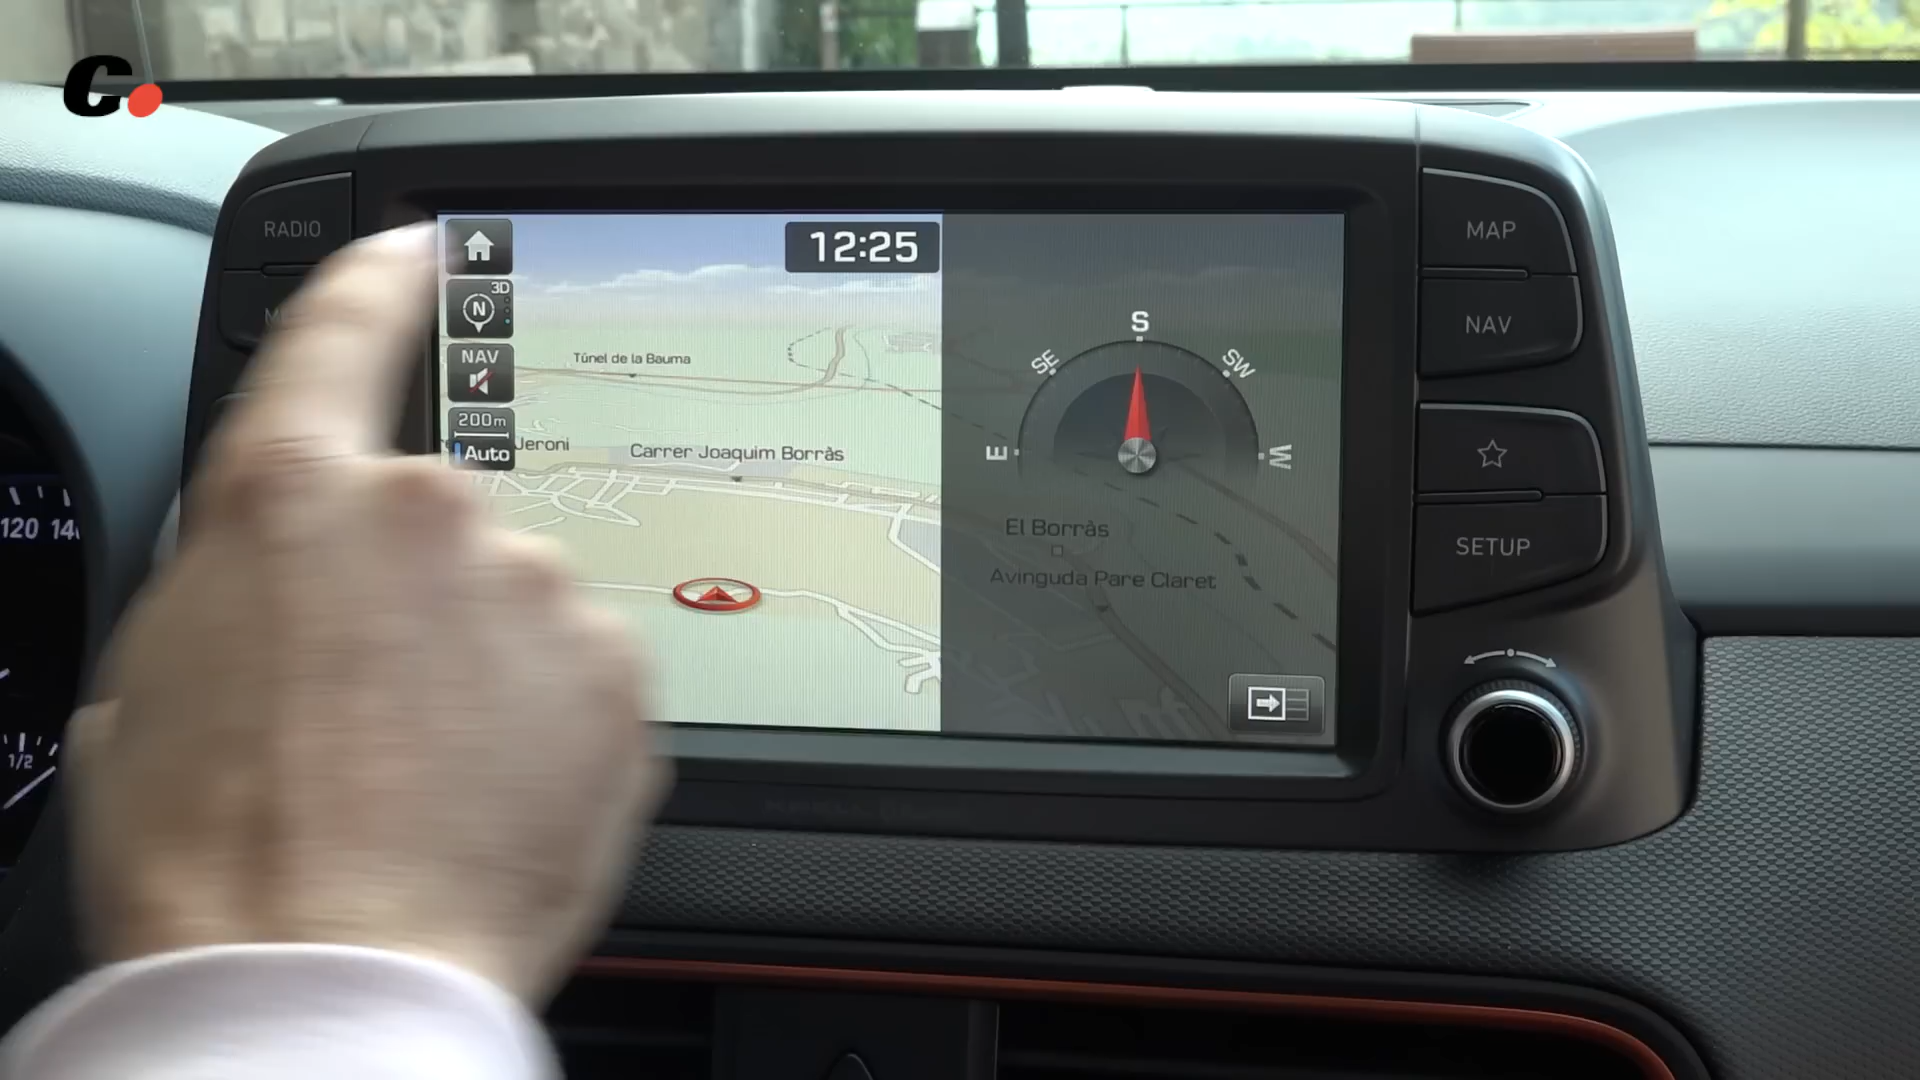 C.
RADIO
12:25
3D
N
NAV
200m
Auto
Jeroni
Túnel de la Bauma
Carrer Joaquim Borràs
S
SE
SW
E
W
El Borràs
Avinguda Pare Claret
MAP
NAV
SETUP
120
1/2